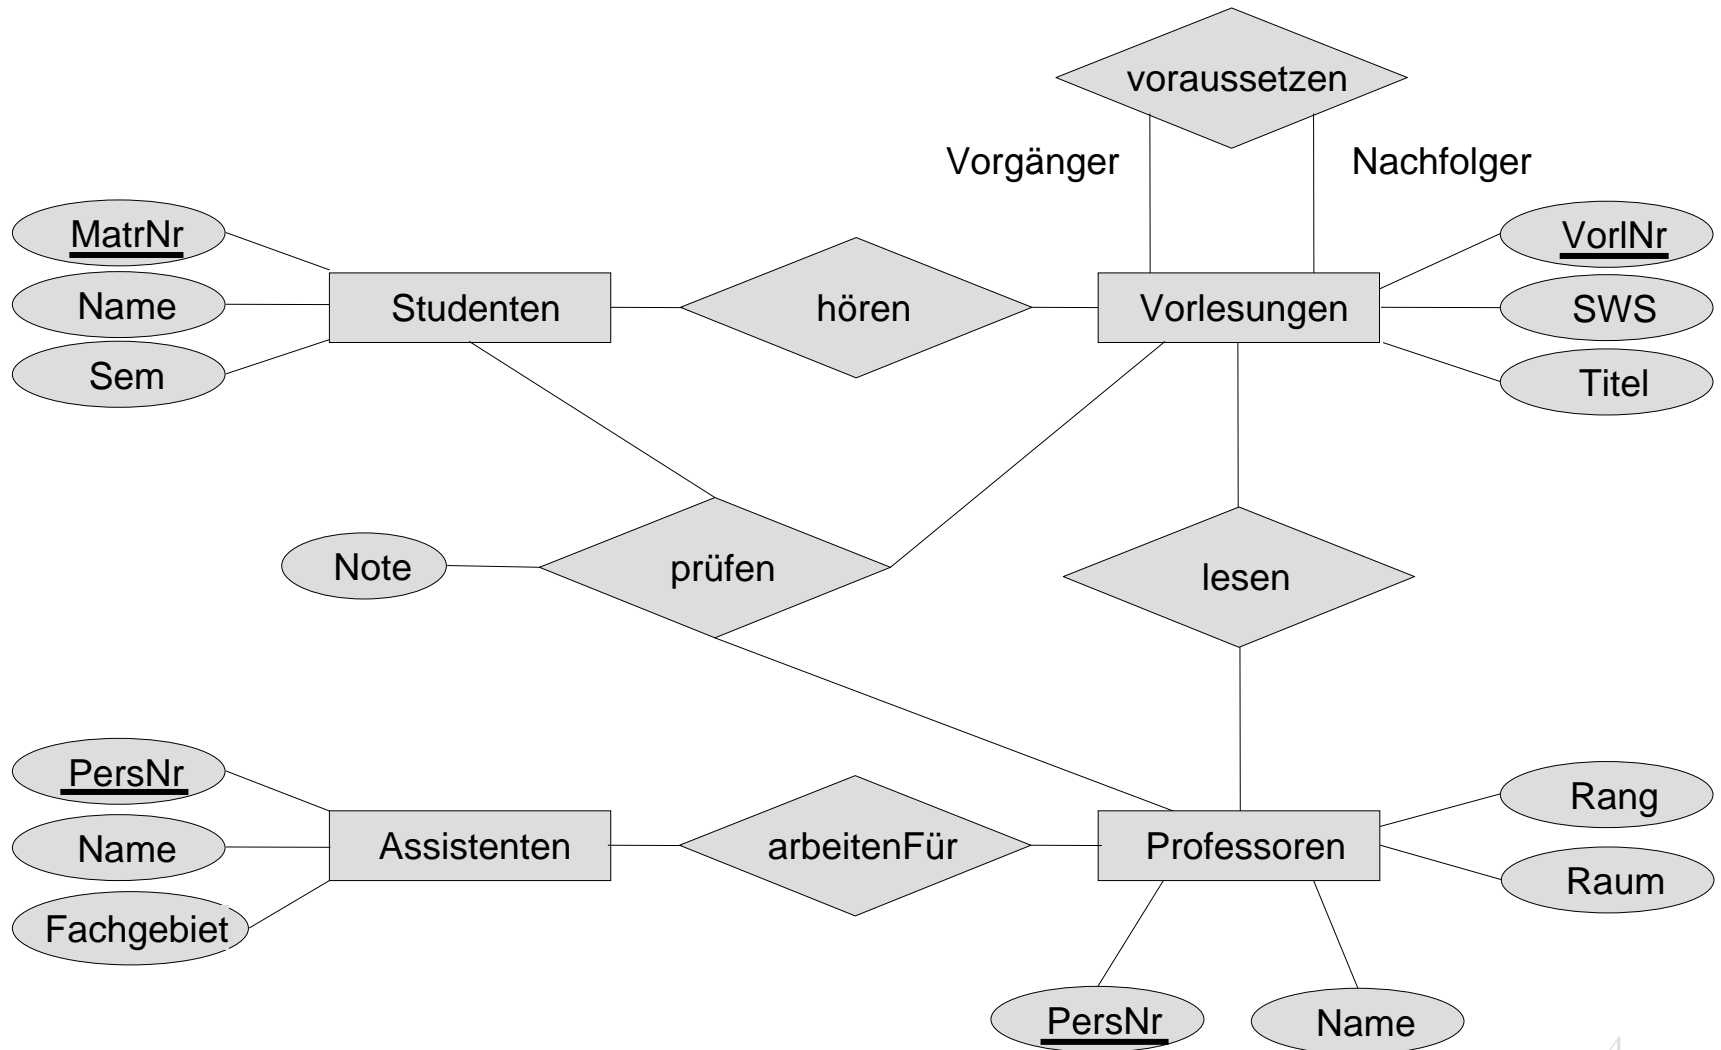 voraussetzen
Vorgänger
Nachfolger
MatrNr
Name
Sem
Studenten
hören
Vorlesungen
VorlNr
SWS
Titel
Note
prüfen
lesen
PersNr
Name
Fachgebiet
Assistenten
arbeitenFür
Professoren
Rang
Raum
PersNr
Name
4